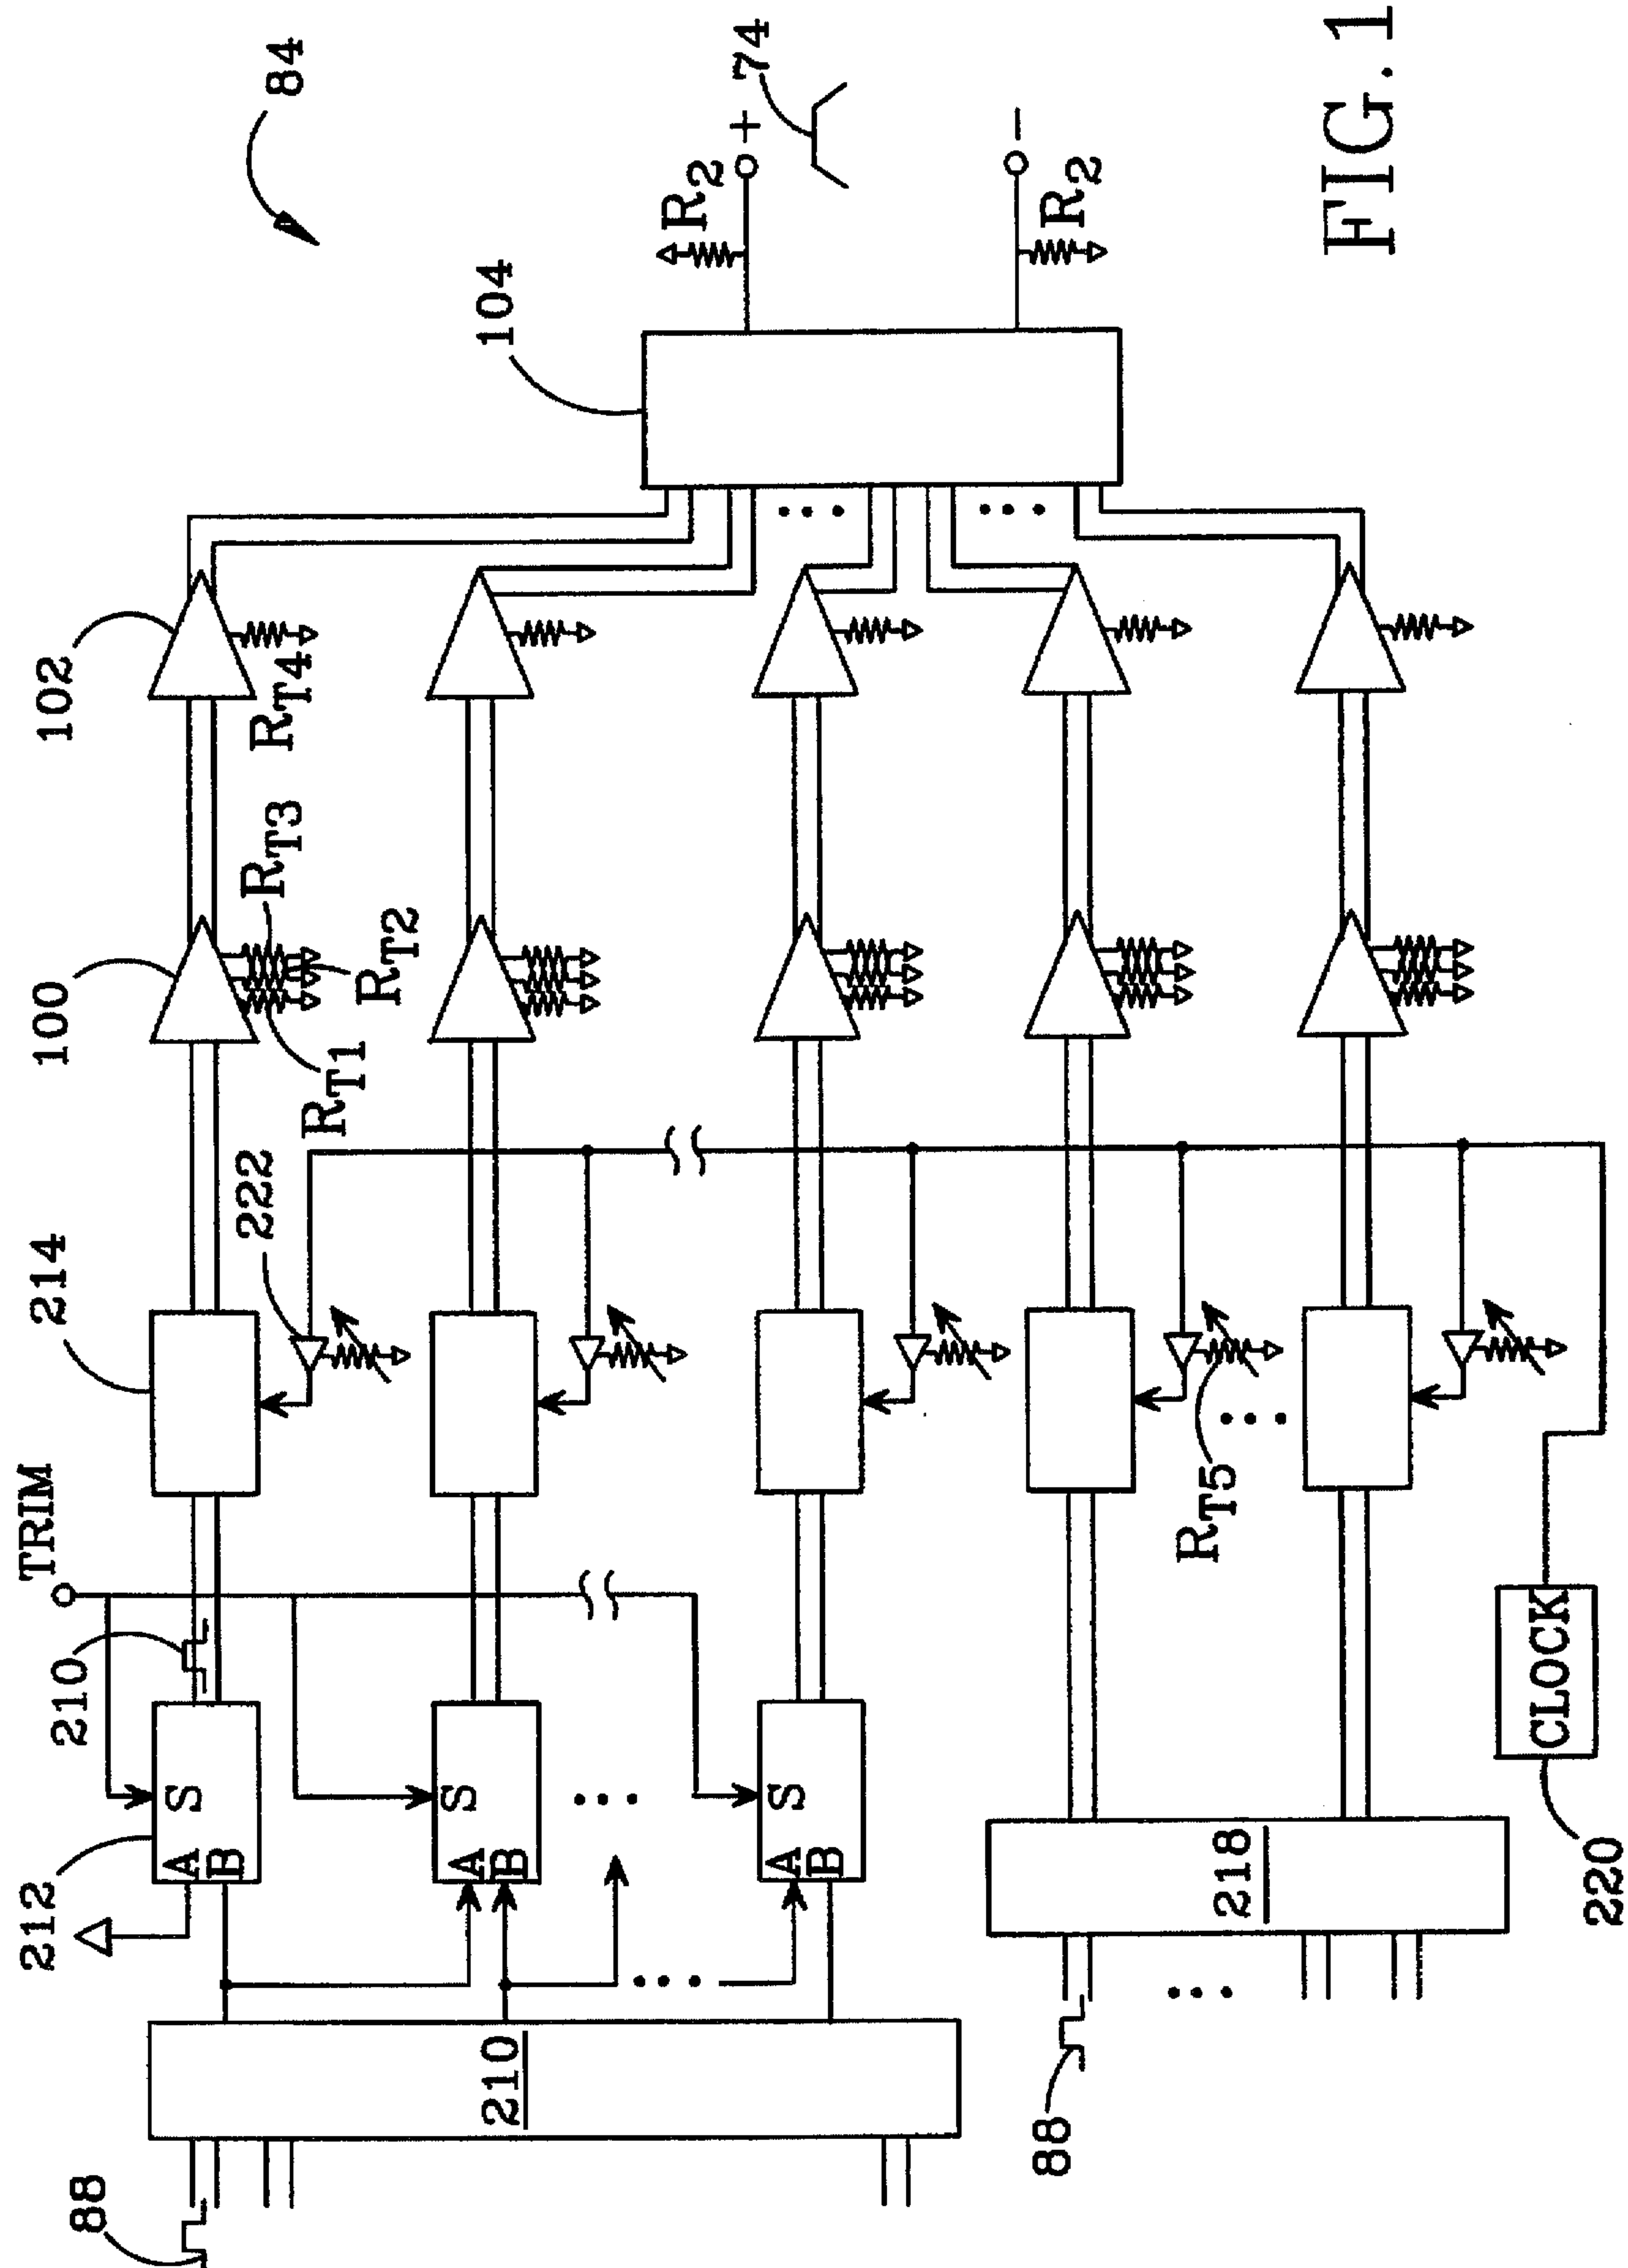 84
74
+
R2
104
R2
-
102
RT4
RT3
100
RT2
RT1
222
214
RT5
TRIM
210
212
S
A
B
S
A
B
S
A
B
CLOCK
220
218
210
88
88
FIG. 1